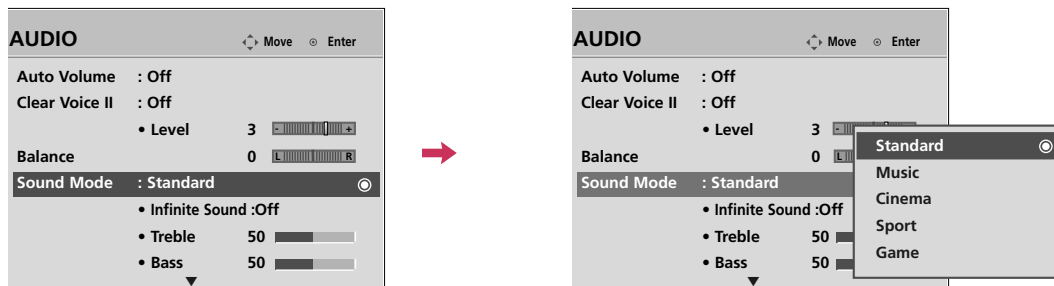 AUDIO Move Enter
Auto Volume : Off
Clear Voice II : Off
• Level 3 - +
Balance 0 L R
Sound Mode : Standard
• Infinite Sound :Off
• Treble 50
• Bass 50
AUDIO Move Enter
Auto Volume : Off
Clear Voice II : Off
• Level 3 -
Balance 0 L
Sound Mode : Standard
• Infinite Sound :Off
• Treble 50
• Bass 50
Standard
Music
Cinema
Sport
Game